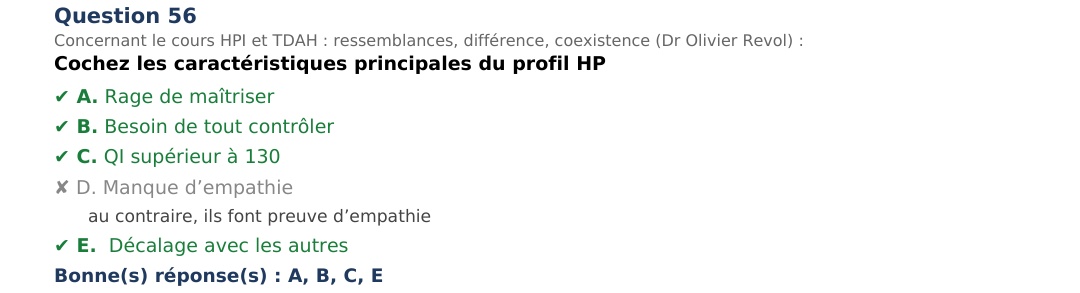 Question 56
Concernant le cours HPI et TDAH : ressemblances, différence, coexistence (Dr Olivier Revol) :
Cochez les caractéristiques principales du profil HP
✔ A. Rage de maîtriser
✔ B. Besoin de tout contrôler
✔ C. QI supérieur à 130
✘ D. Manque d’empathie
au contraire, ils font preuve d’empathie
✔ E. Décalage avec les autres
Bonne(s) réponse(s) : A, B, C, E